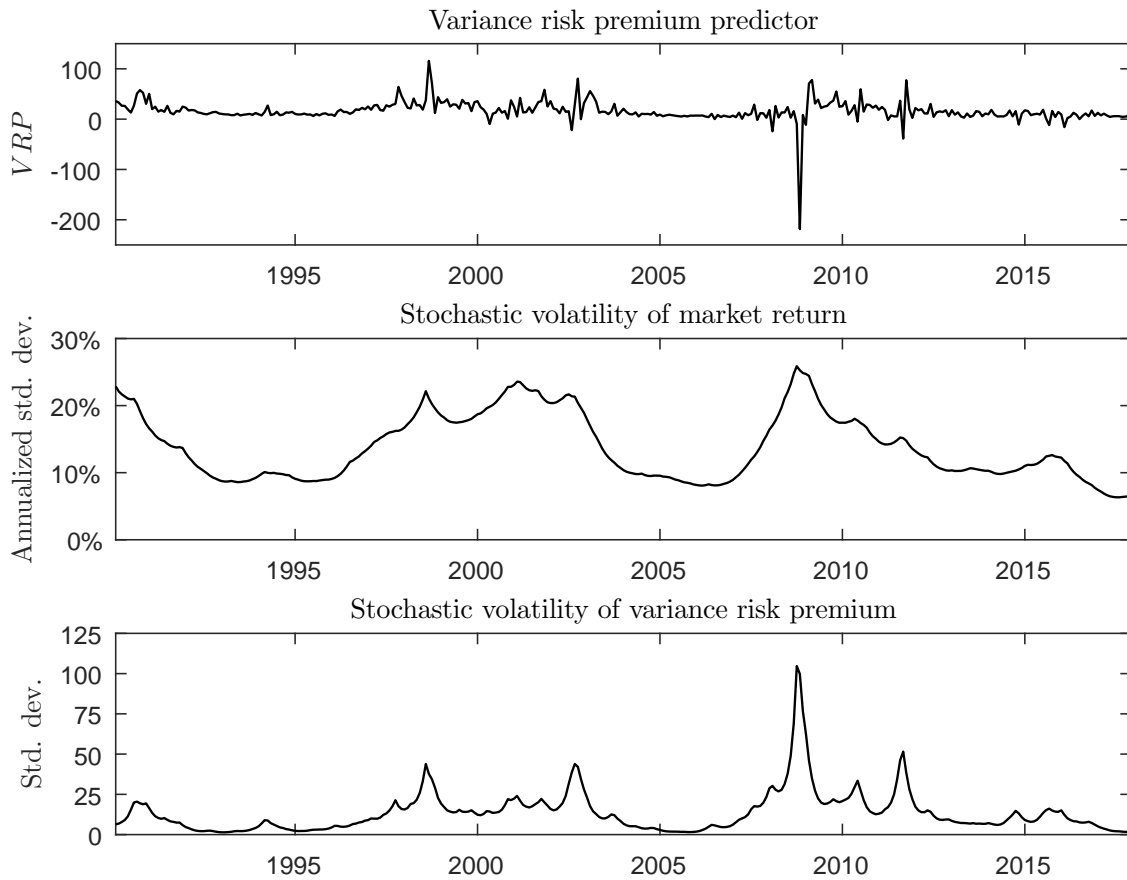 Variance risk premium predictor
VRP
100
0
-100
-200
1995 2000 2005 2010 2015
Stochastic volatility of market return
Annualized std. dev.
30%
20%
10%
0%
1995 2000 2005 2010 2015
Stochastic volatility of variance risk premium
Std. dev.
125
100
75
50
25
0
1995 2000 2005 2010 2015